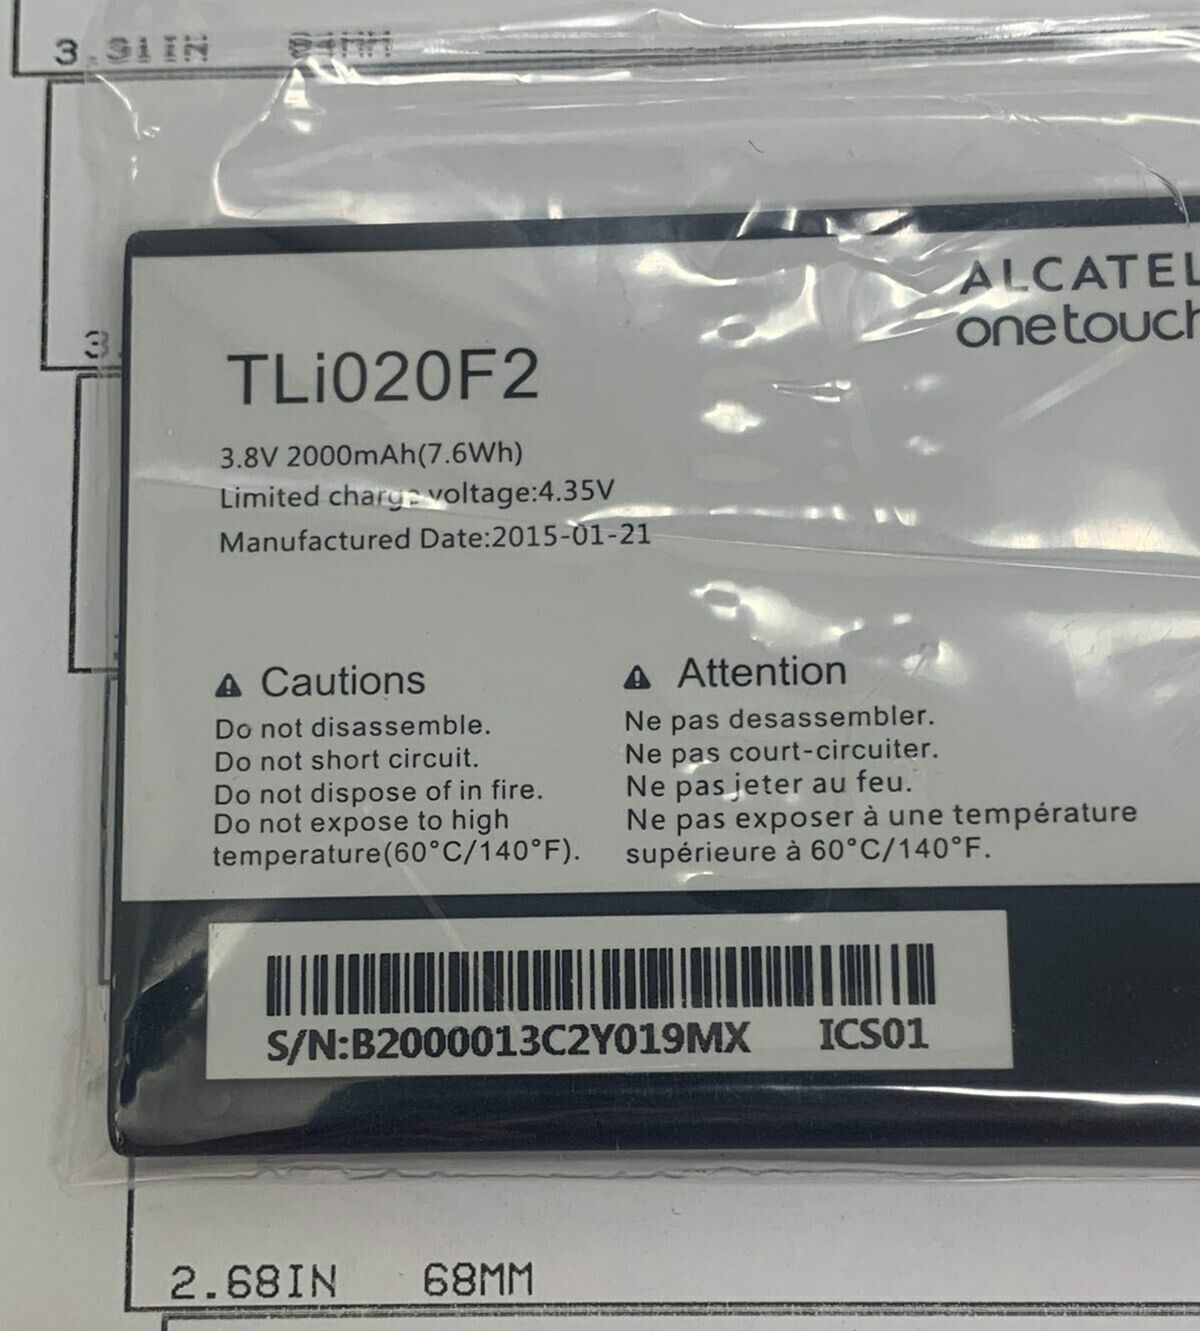 3.
ALCATEL
onetouch
3.
TLi020F2
3.8V 2000mAh(7.6Wh)
Limited charge voltage:4.35V
Manufactured Date:2015-01-21
Cautions
Do not disassemble.
Do not short circuit.
Do not dispose of in fire.
Do not expose to high
temperature(60°C/140°F).
Attention
Ne pas desassembler.
Ne pas court-circuiter.
Ne pas jeter au feu.
Ne pas exposer à une température
supérieure à 60°C/140°F.
S/N:B2000013C2Y019MX ICS01
2.68IN 68MM